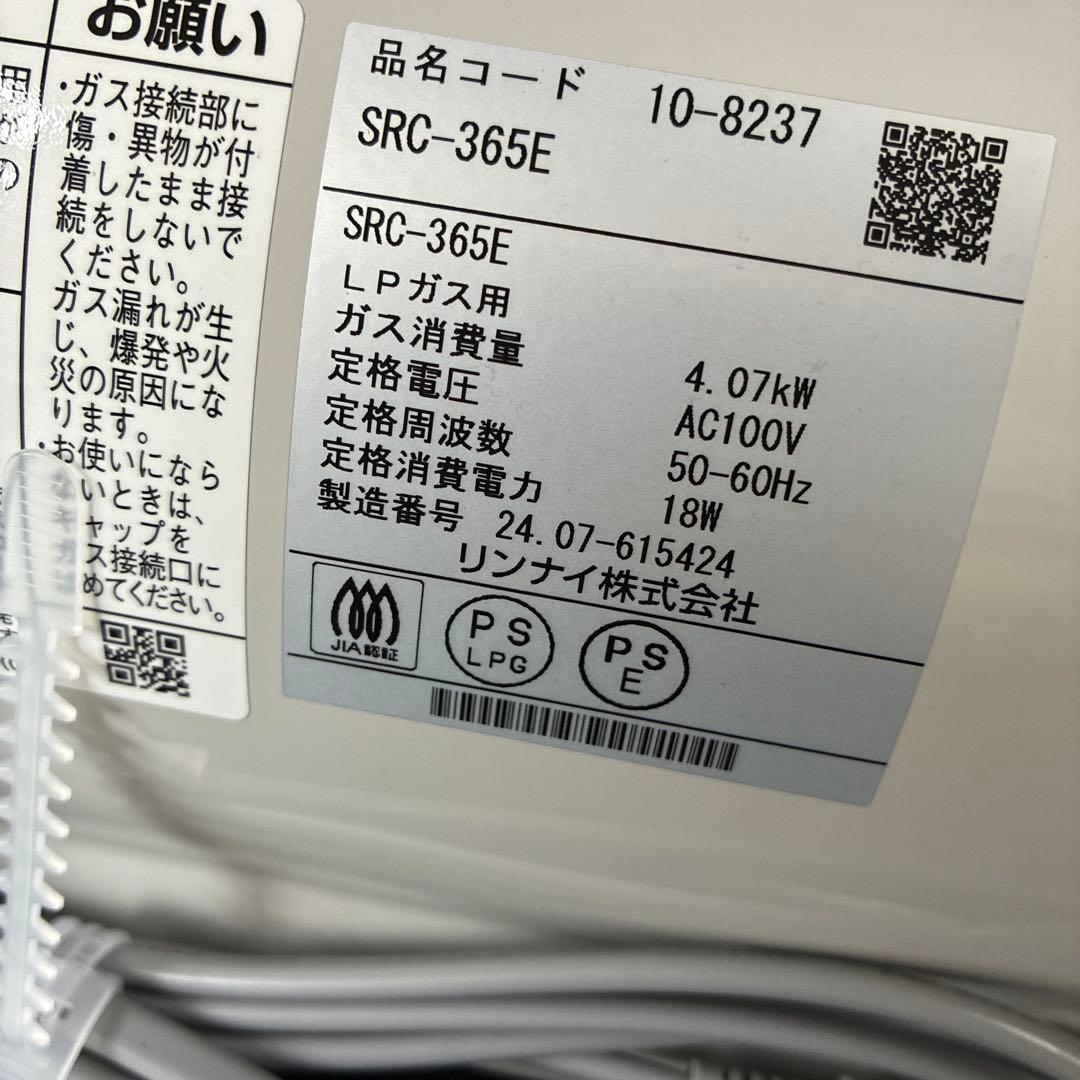 お願い
・ガス接続部に
傷・異物が付
着したまま接
続をしないで
ください。
ガス漏れが生
じ、爆発や火
災の原因にな
ります。
・お使いになら
ないときは、
キャップを
ガス接続口に
めてください。
品名コード 10-8237
SRC-365E
SRC-365E
LPガス用
ガス消費量 4.07kW
定格電圧 AC100V
定格周波数 50-60Hz
定格消費電力 18W
製造番号 24.07-615424
リンナイ株式会社
JIA認証
PS
LPG
PS
E